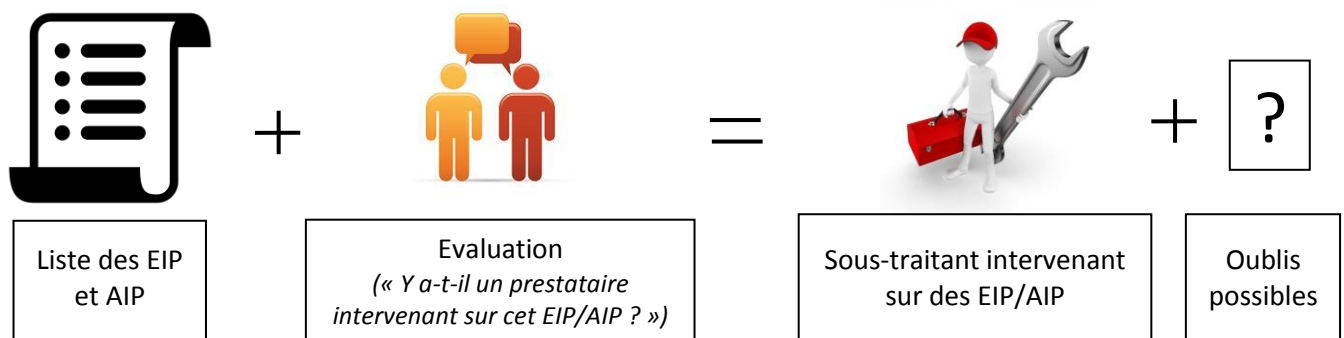 +
=
+
?
Liste des EIP
et AIP
Evaluation
(« Y a-t-il un prestataire
intervenant sur cet EIP/AIP ? »)
Sous-traitant intervenant
sur des EIP/AIP
Oublis
possibles